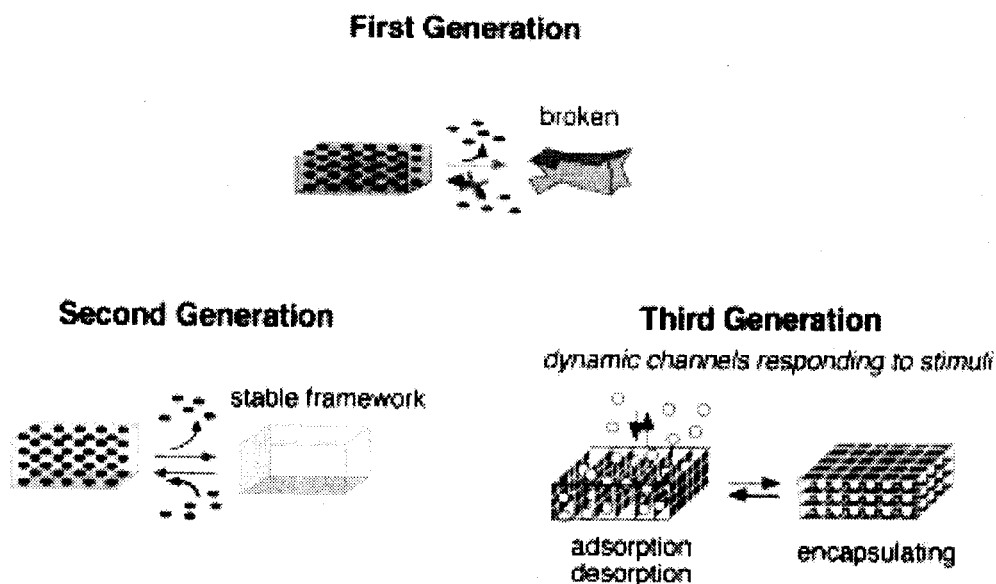 First Generation
broken
Second Generation
stable framework
Third Generation
dynamic channels responding to stimuli
adsorption
desorption
encapsulating